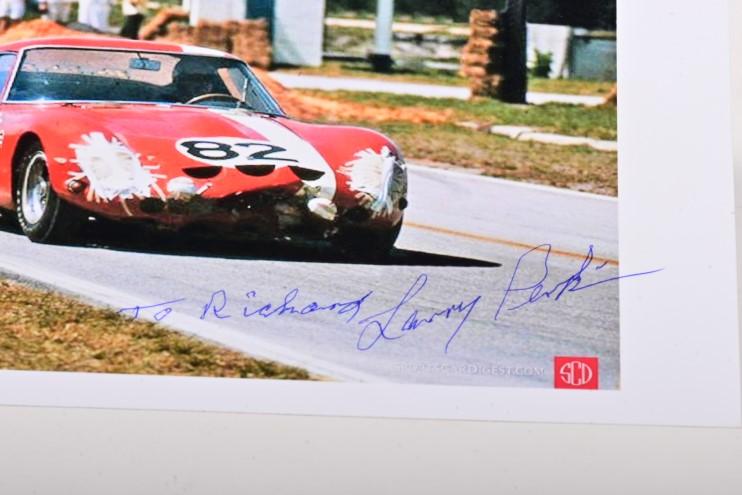 82
To Richard Larry Perkins
SPORTSCARDIGEST.COM SCD